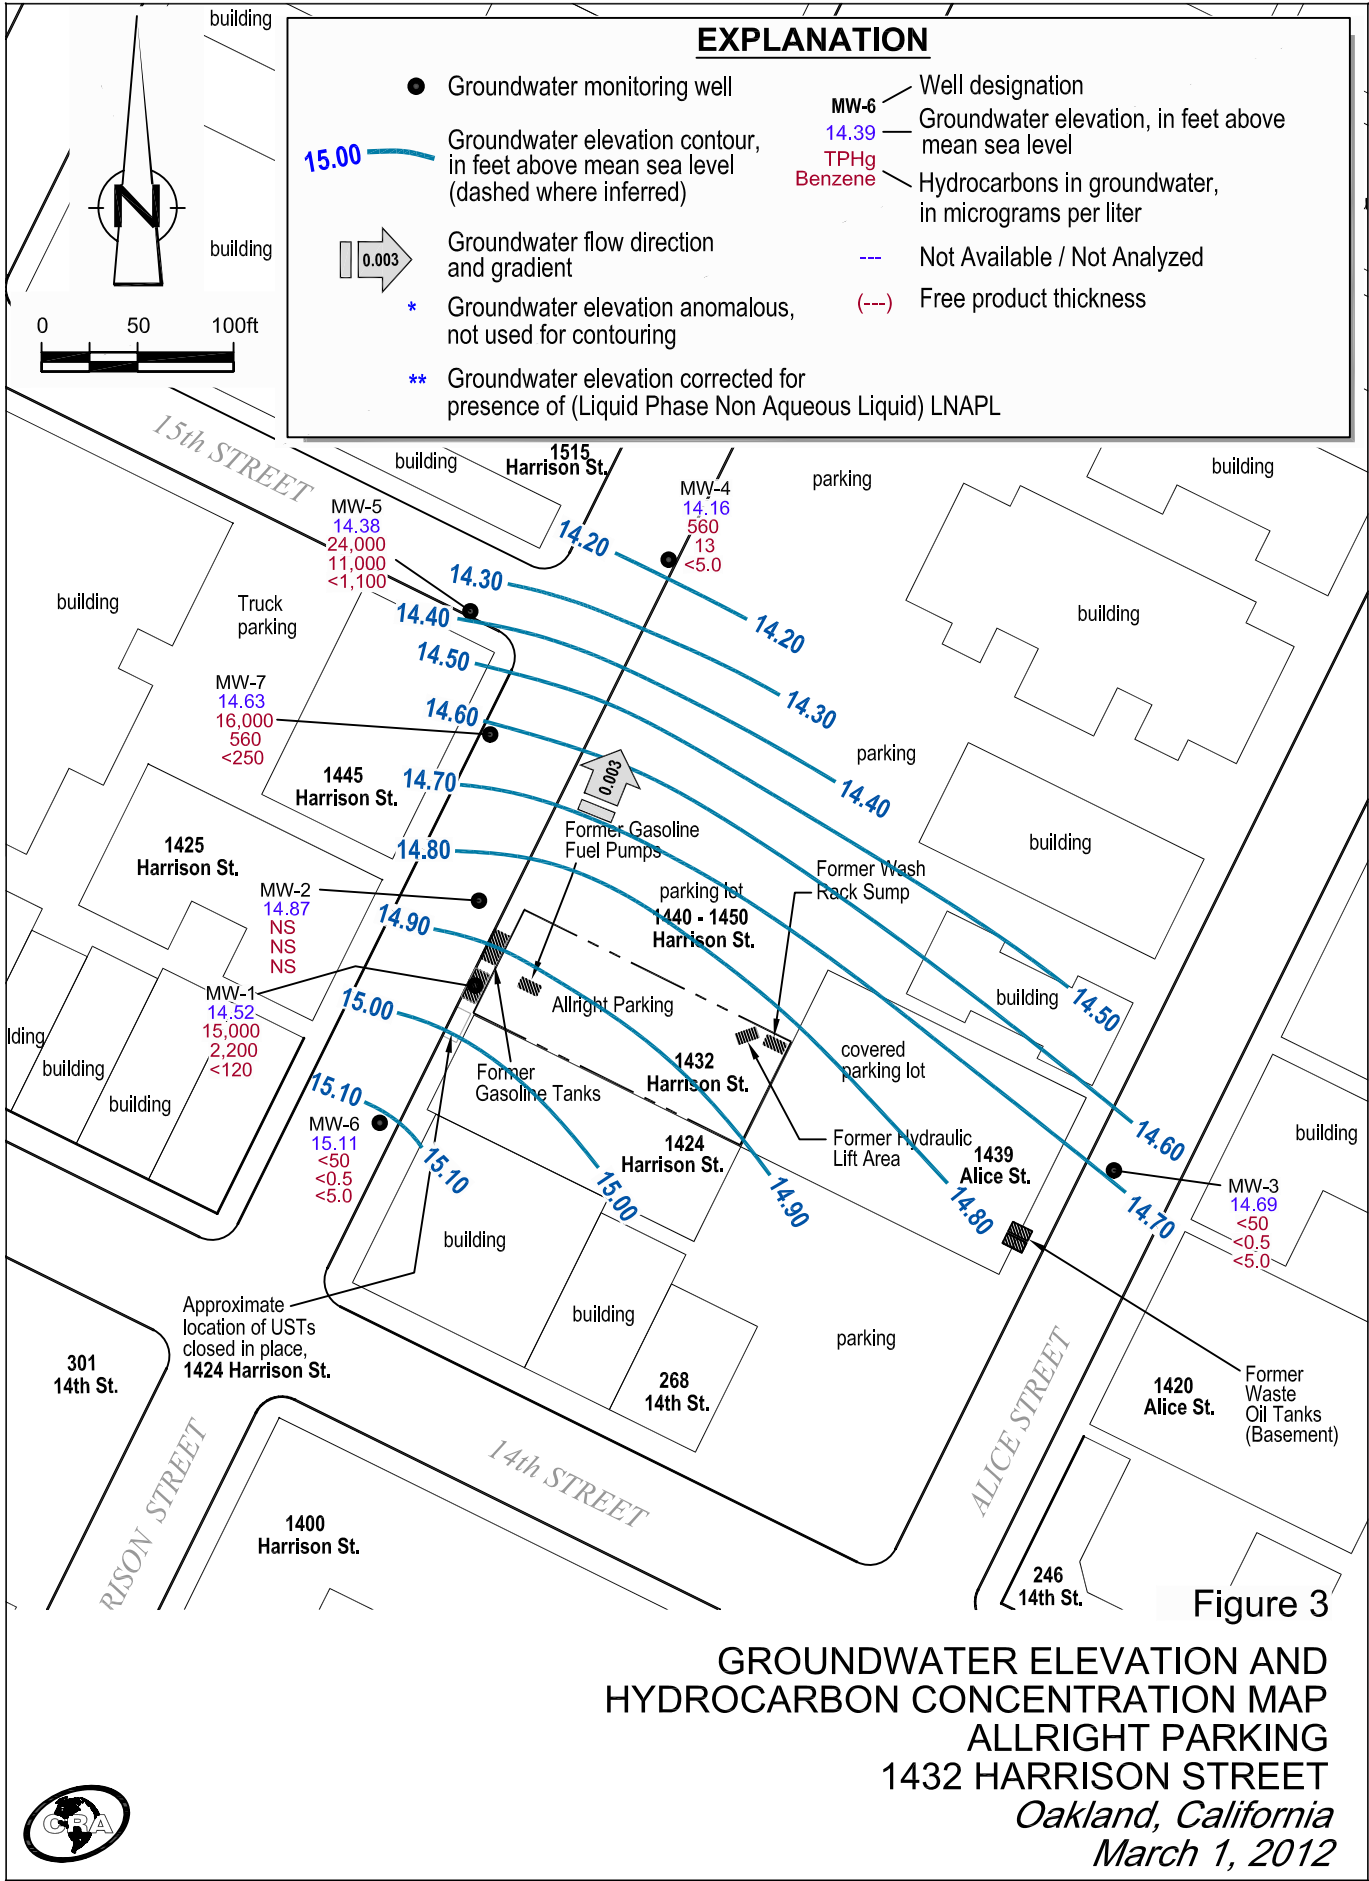 building
EXPLANATION
Groundwater monitoring well
15.00
Groundwater elevation contour,
in feet above mean sea level
(dashed where inferred)
0.003
Groundwater flow direction
and gradient
*
Groundwater elevation anomalous,
not used for contouring
**
Groundwater elevation corrected for
presence of (Liquid Phase Non Aqueous Liquid) LNAPL
MW-6
14.39
TPHg
Benzene
Well designation
Groundwater elevation, in feet above
mean sea level
Hydrocarbons in groundwater,
in micrograms per liter
---
Not Available / Not Analyzed
(---)
Free product thickness
N
building
0 50 100ft
15th STREET
building
1515
Harrison St.
parking
building
MW-4
14.16
560
13
<5.0
MW-5
14.38
24,000
11,000
<1,100
14.20
14.30
14.40
14.50
14.60
14.70
14.80
14.90
15.00
15.10
building
Truck
parking
building
14.20
14.30
14.40
14.50
14.60
14.70
14.80
14.90
15.00
15.10
MW-7
14.63
16,000
560
<250
parking
1445
Harrison St.
0.003
1425
Harrison St.
Former Gasoline
Fuel Pumps
building
Former Wash
Rack Sump
parking lot
1440 - 1450
Harrison St.
MW-2
14.87
NS
NS
NS
MW-1
14.52
15,000
2,200
<120
Allright Parking
building
lding
building
building
Former
Gasoline Tanks
1432
Harrison St.
covered
parking lot
MW-6
15.11
<50
<0.5
<5.0
1424
Harrison St.
Former Hydraulic
Lift Area
1439
Alice St.
building
MW-3
14.69
<50
<0.5
<5.0
building
building
parking
Approximate
location of USTs
closed in place,
1424 Harrison St.
301
14th St.
268
14th St.
1420
Alice St.
Former
Waste
Oil Tanks
(Basement)
ALICE STREET
14th STREET
RISON STREET
1400
Harrison St.
246
14th St.
Figure 3
GROUNDWATER ELEVATION AND
HYDROCARBON CONCENTRATION MAP
ALLRIGHT PARKING
1432 HARRISON STREET
Oakland, California
March 1, 2012
CRA